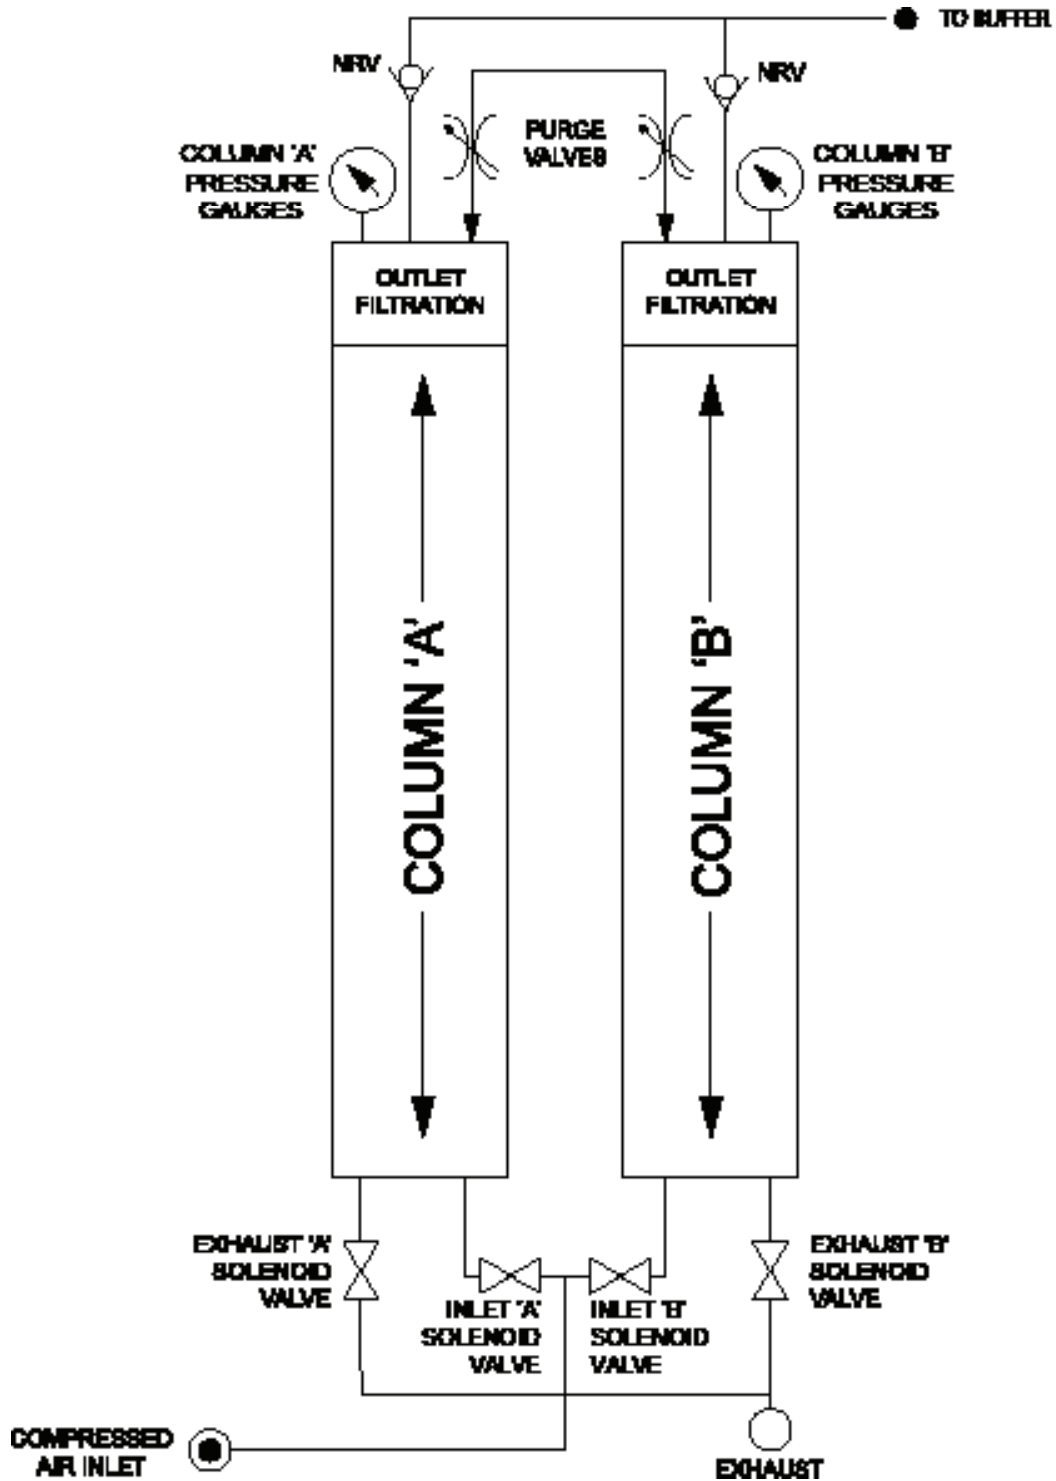 TO BUFFER
NRV
NRV
PURGE
VALVES
COLUMN 'A'
PRESSURE
GAUGES
COLUMN 'B'
PRESSURE
GAUGES
OUTLET
FILTRATION
OUTLET
FILTRATION
COLUMN 'A'
COLUMN 'B'
EXHAUST 'A'
SOLENOID
VALVE
EXHAUST 'B'
SOLENOID
VALVE
INLET 'A'
SOLENOID
VALVE
INLET 'B'
SOLENOID
VALVE
COMPRESSED
AIR INLET
EXHAUST